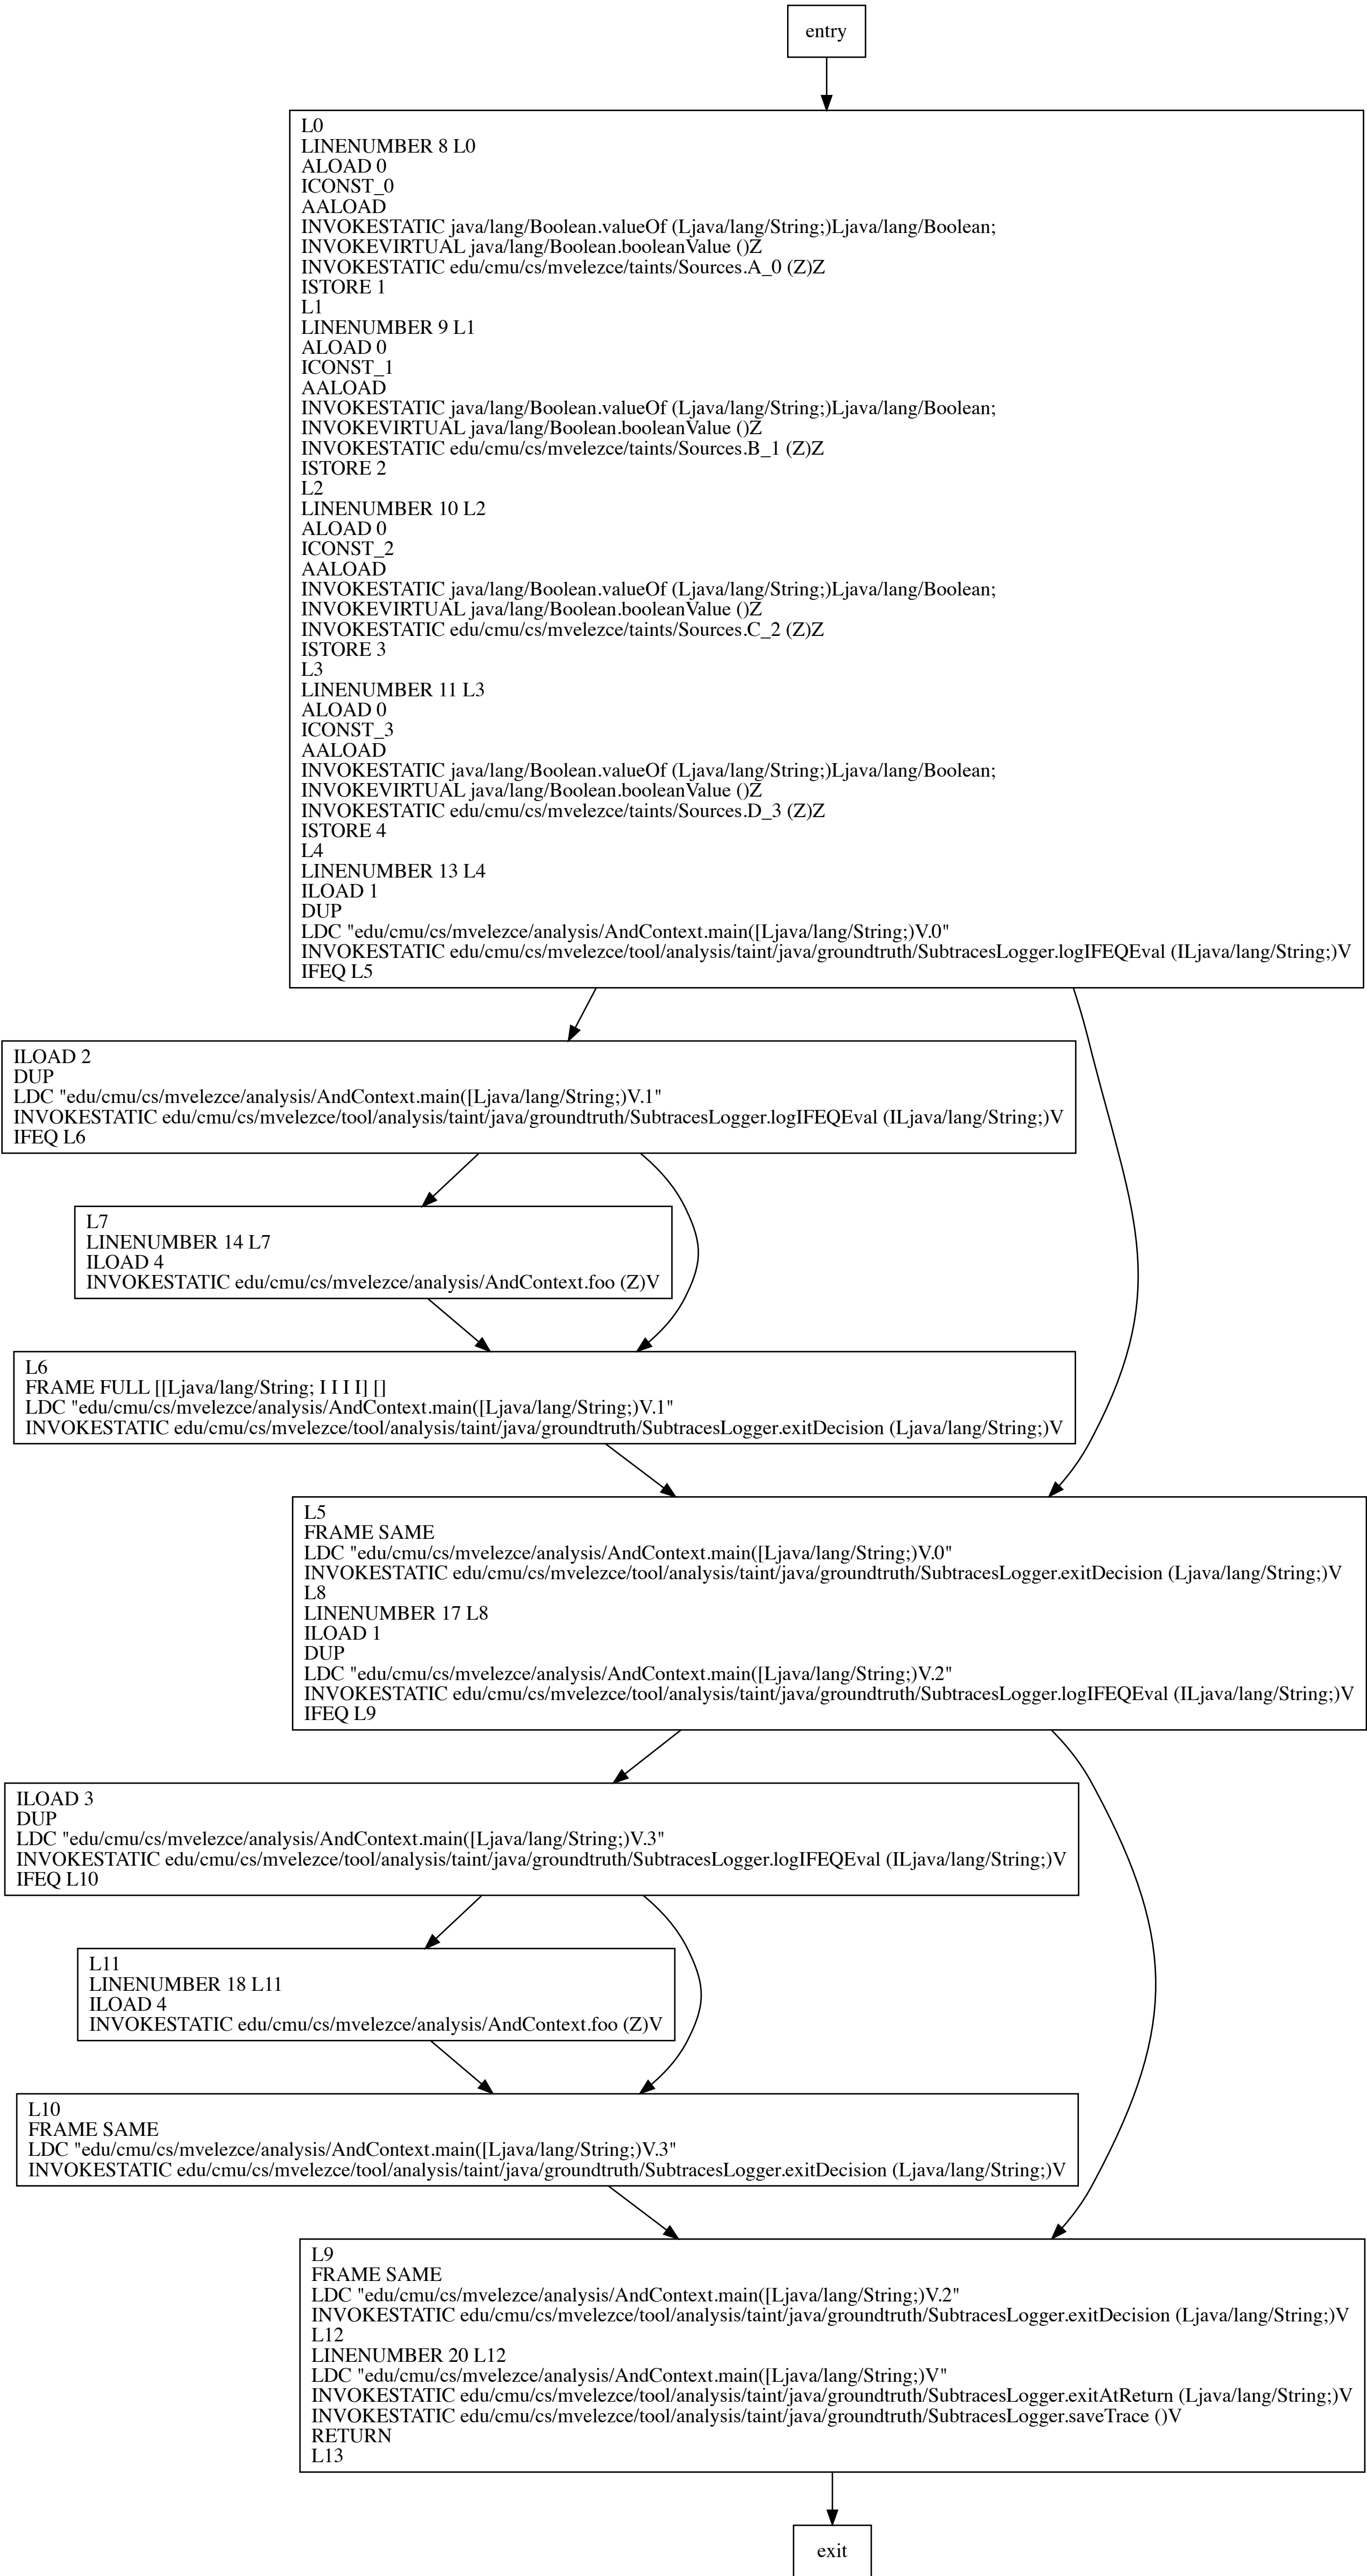 entry
L0
LINENUMBER 8 L0
ALOAD 0
ICONST_0
AALOAD
INVOKESTATIC java/lang/Boolean.valueOf (Ljava/lang/String;)Ljava/lang/Boolean;
INVOKEVIRTUAL java/lang/Boolean.booleanValue ()Z
INVOKESTATIC edu/cmu/cs/mvelezce/taints/Sources.A_0 (Z)Z
ISTORE 1
L1
LINENUMBER 9 L1
ALOAD 0
ICONST_1
AALOAD
INVOKESTATIC java/lang/Boolean.valueOf (Ljava/lang/String;)Ljava/lang/Boolean;
INVOKEVIRTUAL java/lang/Boolean.booleanValue ()Z
INVOKESTATIC edu/cmu/cs/mvelezce/taints/Sources.B_1 (Z)Z
ISTORE 2
L2
LINENUMBER 10 L2
ALOAD 0
ICONST_2
AALOAD
INVOKESTATIC java/lang/Boolean.valueOf (Ljava/lang/String;)Ljava/lang/Boolean;
INVOKEVIRTUAL java/lang/Boolean.booleanValue ()Z
INVOKESTATIC edu/cmu/cs/mvelezce/taints/Sources.C_2 (Z)Z
ISTORE 3
L3
LINENUMBER 11 L3
ALOAD 0
ICONST_3
AALOAD
INVOKESTATIC java/lang/Boolean.valueOf (Ljava/lang/String;)Ljava/lang/Boolean;
INVOKEVIRTUAL java/lang/Boolean.booleanValue ()Z
INVOKESTATIC edu/cmu/cs/mvelezce/taints/Sources.D_3 (Z)Z
ISTORE 4
L4
LINENUMBER 13 L4
ILOAD 1
DUP
LDC "edu/cmu/cs/mvelezce/analysis/AndContext.main([Ljava/lang/String;)V.0"
INVOKESTATIC edu/cmu/cs/mvelezce/tool/analysis/taint/java/groundtruth/SubtracesLogger.logIFEQEval (ILjava/lang/String;)V
IFEQ L5
ILOAD 2
DUP
LDC "edu/cmu/cs/mvelezce/analysis/AndContext.main([Ljava/lang/String;)V.1"
INVOKESTATIC edu/cmu/cs/mvelezce/tool/analysis/taint/java/groundtruth/SubtracesLogger.logIFEQEval (ILjava/lang/String;)V
IFEQ L6
L7
LINENUMBER 14 L7
ILOAD 4
INVOKESTATIC edu/cmu/cs/mvelezce/analysis/AndContext.foo (Z)V
L6
FRAME FULL [[Ljava/lang/String; I I I I] []
LDC "edu/cmu/cs/mvelezce/analysis/AndContext.main([Ljava/lang/String;)V.1"
INVOKESTATIC edu/cmu/cs/mvelezce/tool/analysis/taint/java/groundtruth/SubtracesLogger.exitDecision (Ljava/lang/String;)V
L5
FRAME SAME
LDC "edu/cmu/cs/mvelezce/analysis/AndContext.main([Ljava/lang/String;)V.0"
INVOKESTATIC edu/cmu/cs/mvelezce/tool/analysis/taint/java/groundtruth/SubtracesLogger.exitDecision (Ljava/lang/String;)V
L8
LINENUMBER 17 L8
ILOAD 1
DUP
LDC "edu/cmu/cs/mvelezce/analysis/AndContext.main([Ljava/lang/String;)V.2"
INVOKESTATIC edu/cmu/cs/mvelezce/tool/analysis/taint/java/groundtruth/SubtracesLogger.logIFEQEval (ILjava/lang/String;)V
IFEQ L9
ILOAD 3
DUP
LDC "edu/cmu/cs/mvelezce/analysis/AndContext.main([Ljava/lang/String;)V.3"
INVOKESTATIC edu/cmu/cs/mvelezce/tool/analysis/taint/java/groundtruth/SubtracesLogger.logIFEQEval (ILjava/lang/String;)V
IFEQ L10
L11
LINENUMBER 18 L11
ILOAD 4
INVOKESTATIC edu/cmu/cs/mvelezce/analysis/AndContext.foo (Z)V
L10
FRAME SAME
LDC "edu/cmu/cs/mvelezce/analysis/AndContext.main([Ljava/lang/String;)V.3"
INVOKESTATIC edu/cmu/cs/mvelezce/tool/analysis/taint/java/groundtruth/SubtracesLogger.exitDecision (Ljava/lang/String;)V
L9
FRAME SAME
LDC "edu/cmu/cs/mvelezce/analysis/AndContext.main([Ljava/lang/String;)V.2"
INVOKESTATIC edu/cmu/cs/mvelezce/tool/analysis/taint/java/groundtruth/SubtracesLogger.exitDecision (Ljava/lang/String;)V
L12
LINENUMBER 20 L12
LDC "edu/cmu/cs/mvelezce/analysis/AndContext.main([Ljava/lang/String;)V"
INVOKESTATIC edu/cmu/cs/mvelezce/tool/analysis/taint/java/groundtruth/SubtracesLogger.exitAtReturn (Ljava/lang/String;)V
INVOKESTATIC edu/cmu/cs/mvelezce/tool/analysis/taint/java/groundtruth/SubtracesLogger.saveTrace ()V
RETURN
L13
exit